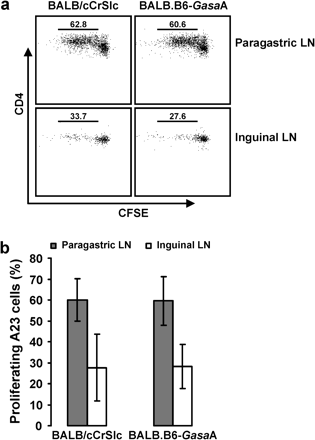 a
BALB/cCrSlc BALB.B6-GasaA
62.8 60.6
Paragastric LN
33.7 27.6
Inguinal LN
CD4
CFSE
b
Paragastric LN Inguinal LN
Proliferating A23 cells (%)
80
70
60
50
40
30
20
10
0
BALB/cCrSlc BALB.B6-GasaA